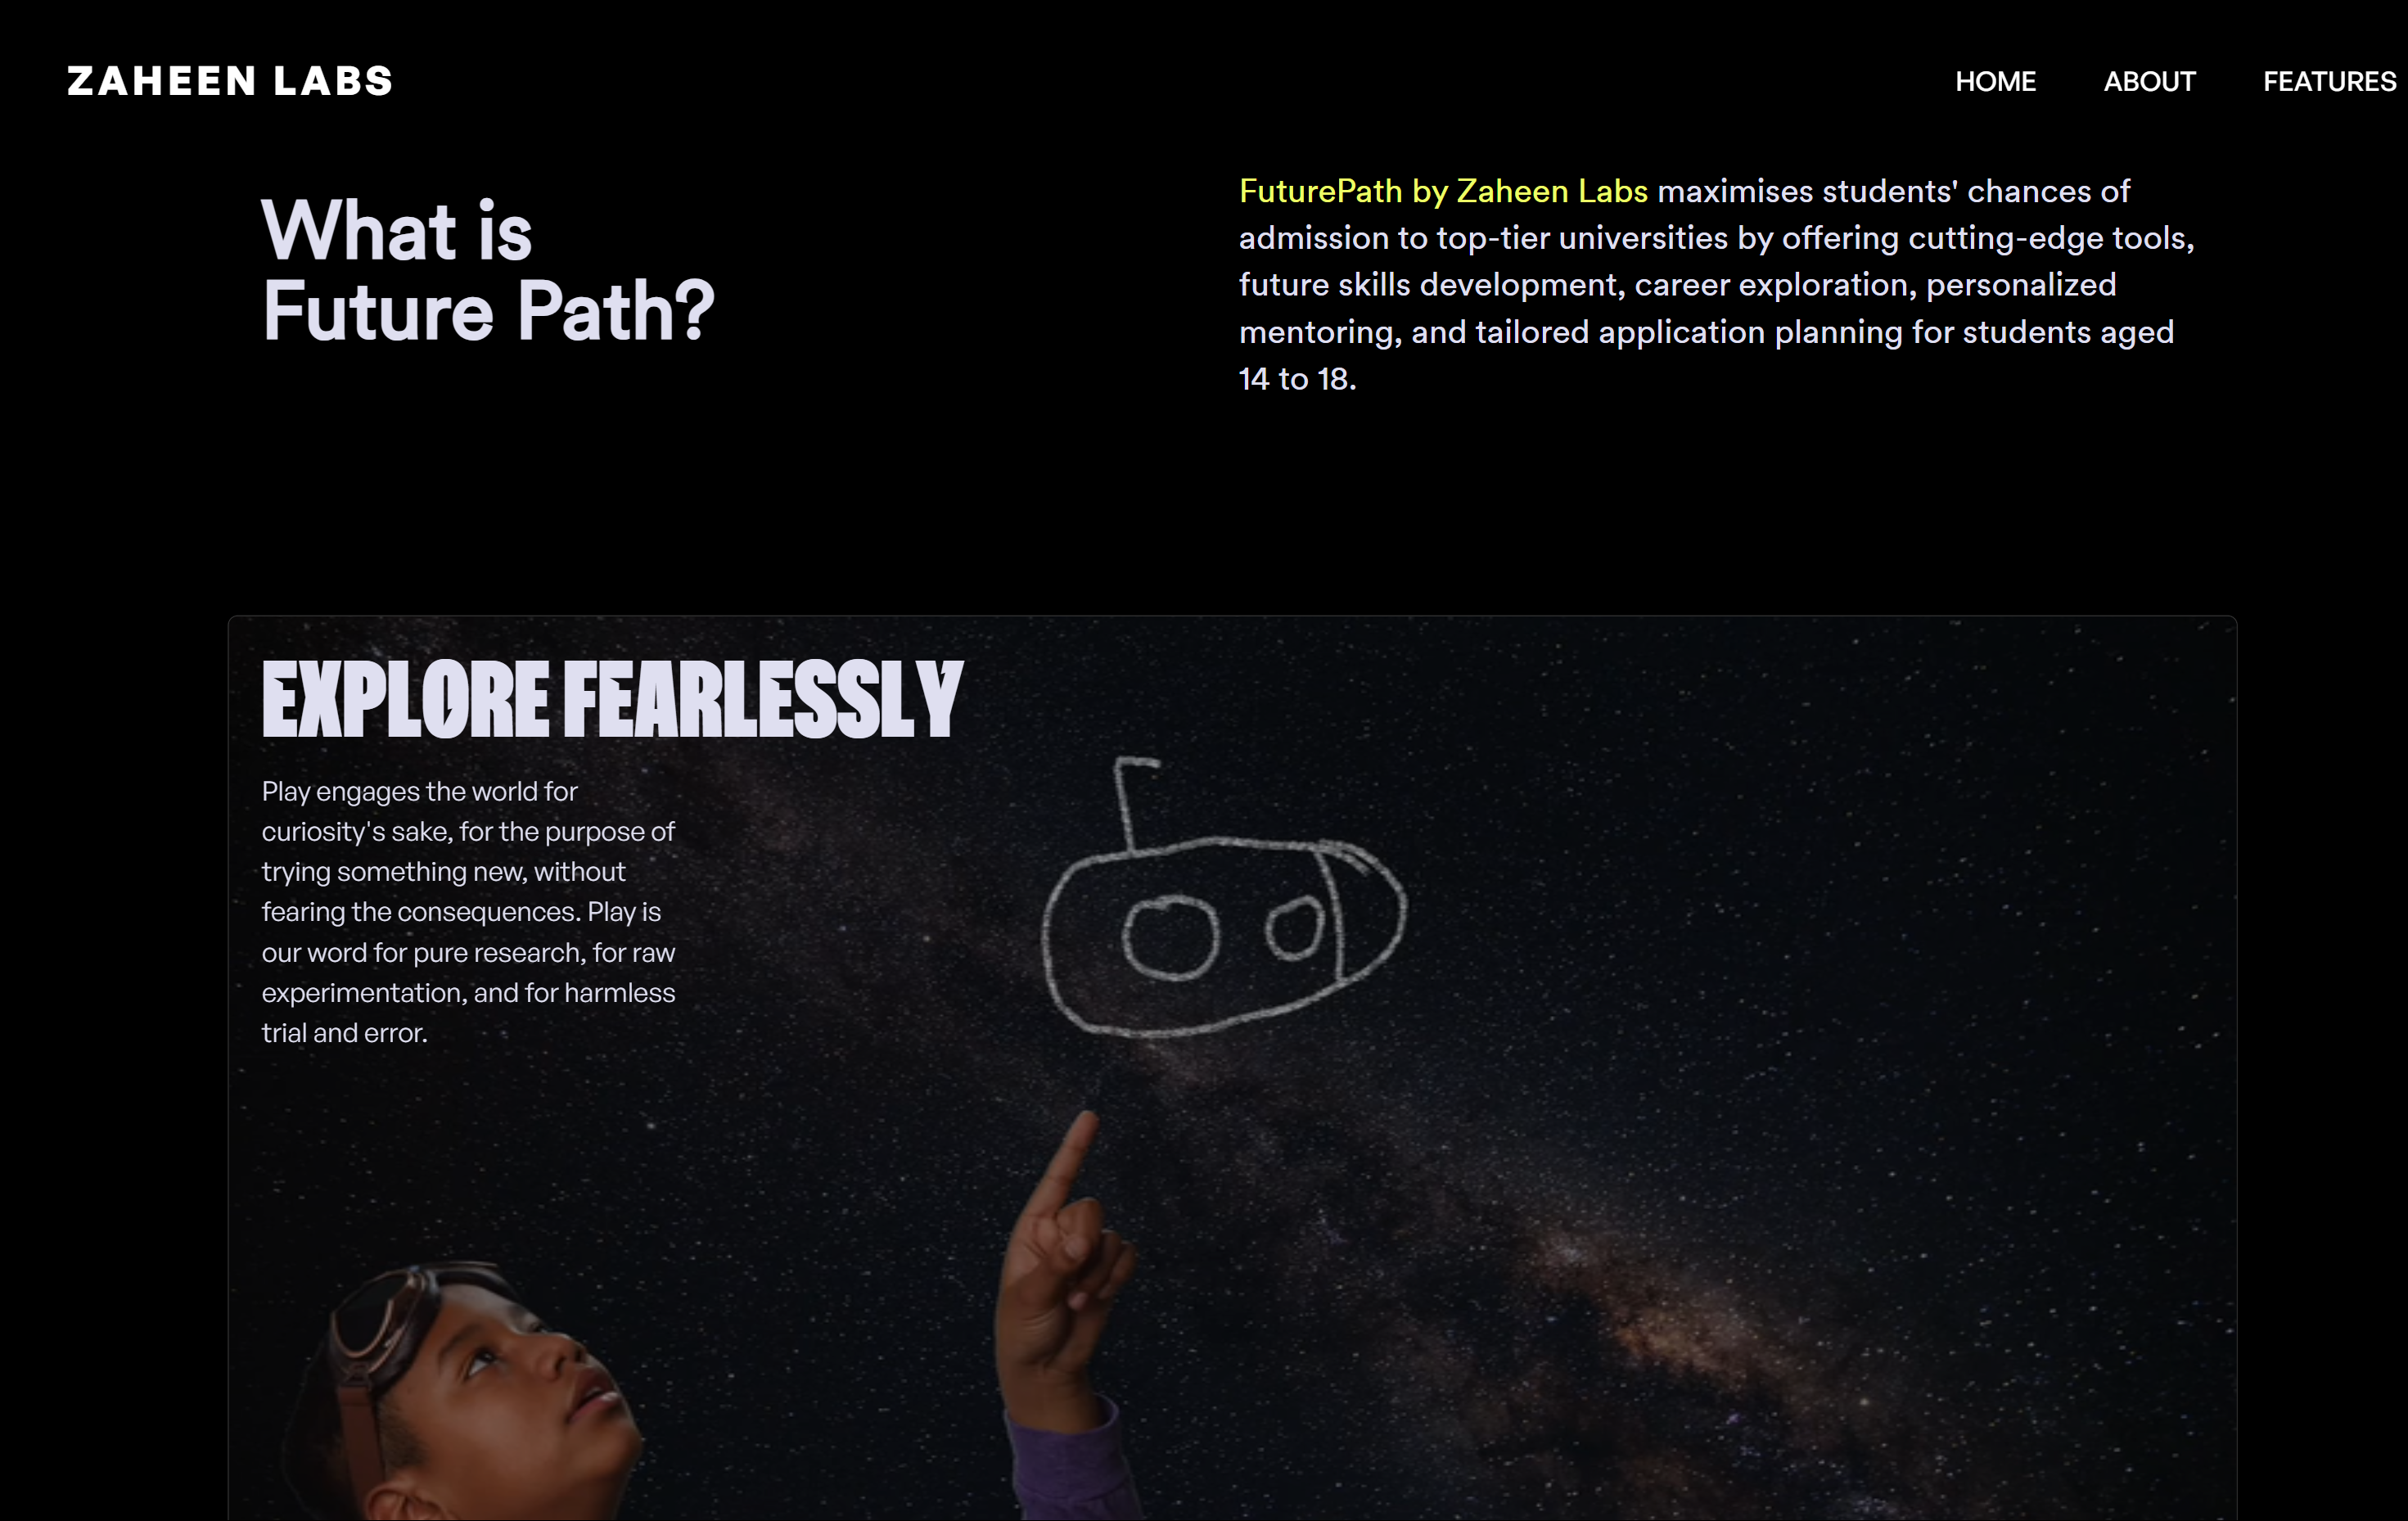 ZAHEEN LABS
HOME ABOUT FEATURES
What is
Future Path?
FuturePath by Zaheen Labs maximises students' chances of
admission to top-tier universities by offering cutting-edge tools,
future skills development, career exploration, personalized
mentoring, and tailored application planning for students aged
14 to 18.
EXPLORE FEARLESSLY
Play engages the world for
curiosity's sake, for the purpose of
trying something new, without
fearing the consequences. Play is
our word for pure research, for raw
experimentation, and for harmless
trial and error.